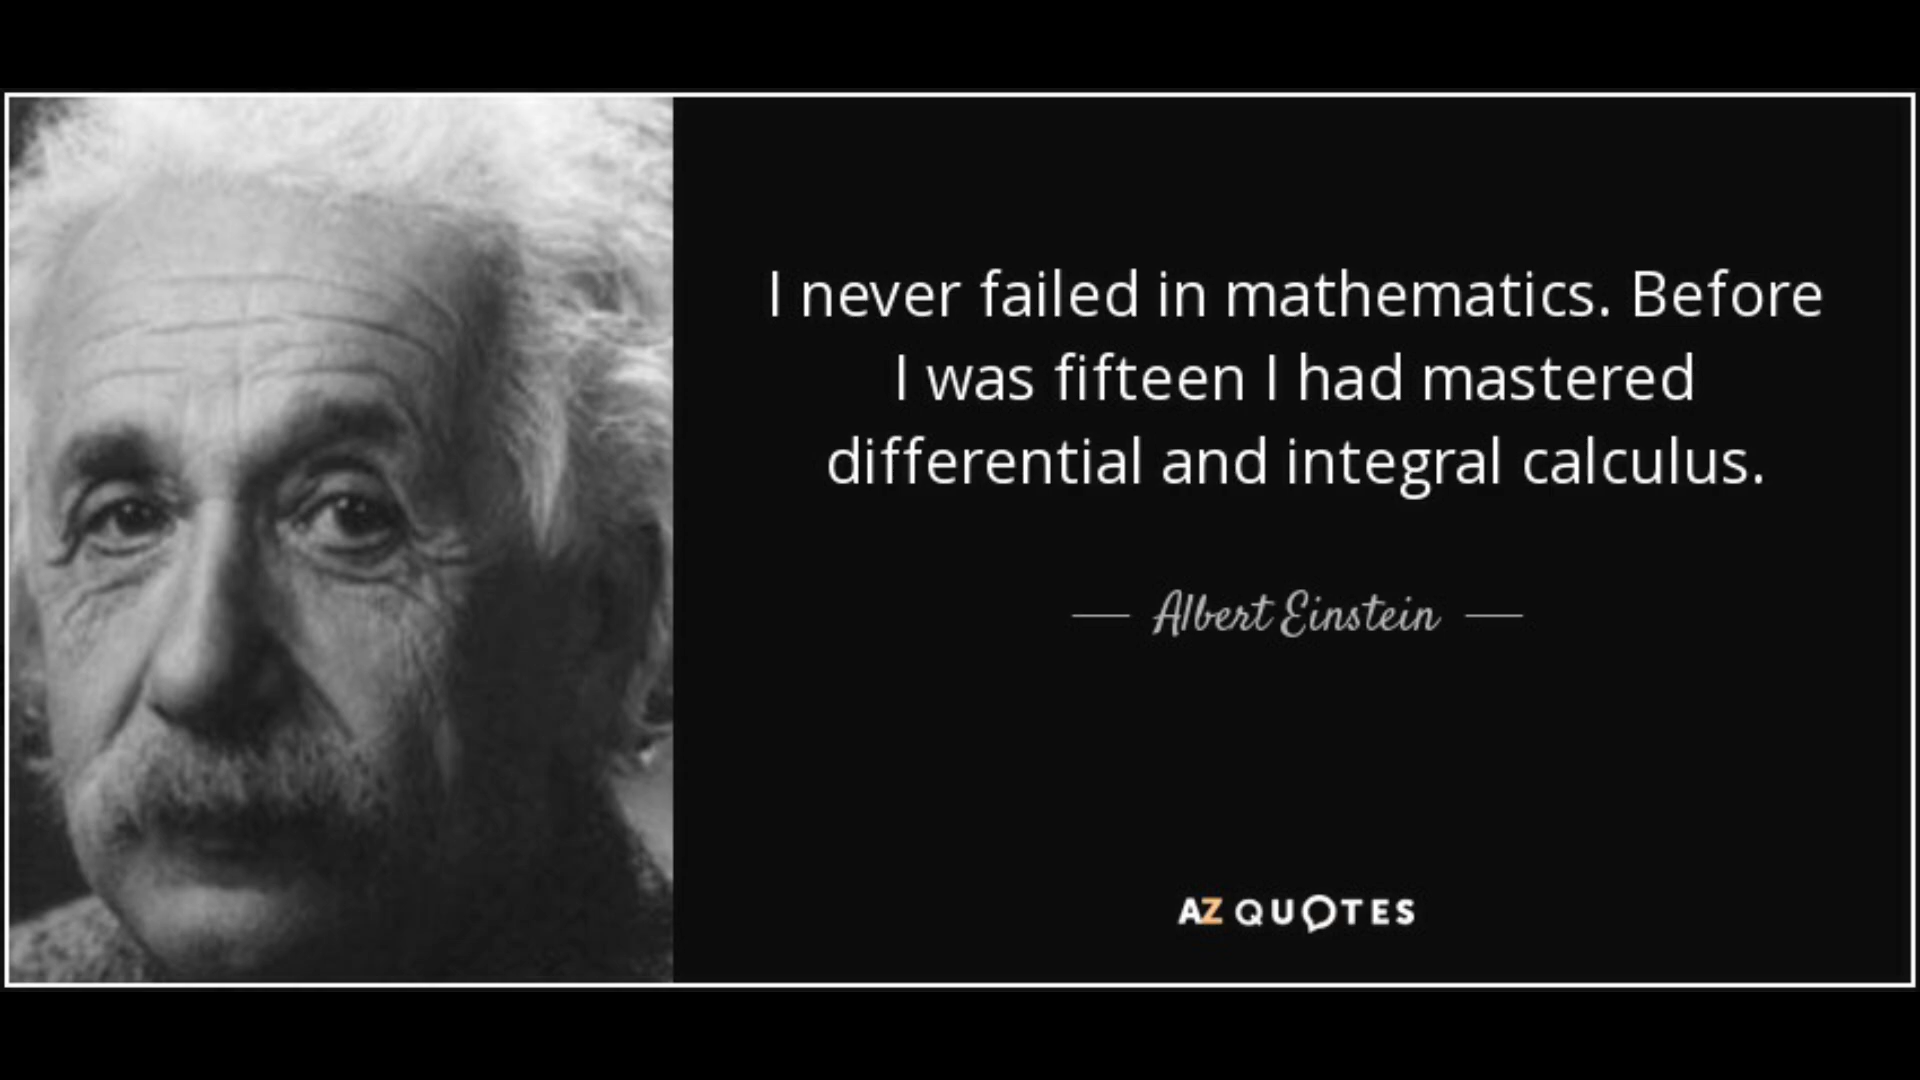 I never failed in mathematics. Before
I was fifteen I had mastered
differential and integral calculus.
— Albert Einstein —
AZ QUOTES